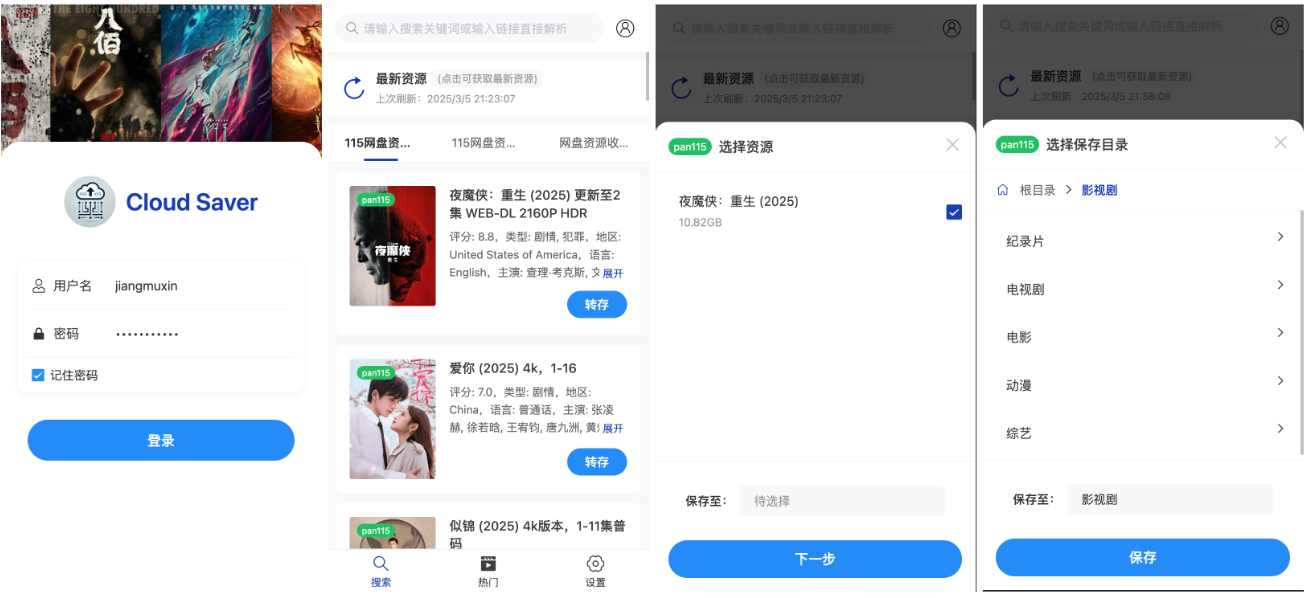 THE EIGHT HUNDRED
八佰
Cloud Saver
用户名 jiangmuxin
密码 ···········
记住密码
登录
请输入搜索关键词或输入链接直接解析
最新资源 (点击可获取最新资源)
上次刷新：2025/3/5 21:23:07
115网盘资... 115网盘资... 网盘资源收...
pan115
夜魔侠
重生
夜魔侠：重生 (2025) 更新至2
集 WEB-DL 2160P HDR
评分: 8.8，类型: 剧情, 犯罪，地区:
United States of America，语言:
English，主演: 查理·考克斯, 文 展开
转存
pan115
爱你 (2025) 4k，1-16
评分: 7.0，类型: 剧情，地区:
China，语言: 普通话，主演: 张凌
赫, 徐若晗, 王宥钧, 唐九洲, 黄 展开
转存
pan115
似锦 (2025) 4k版本，1-11集普
码
搜索 热门 设置
请输入搜索关键词或输入链接直接解析
最新资源 (点击可获取最新资源)
上次刷新：2025/3/5 21:23:07
pan115 选择资源
夜魔侠：重生 (2025)
10.82GB
保存至： 待选择
下一步
请输入搜索关键词或输入链接直接解析
最新资源 (点击可获取最新资源)
上次刷新：2025/3/5 21:58:08
pan115 选择保存目录
根目录 > 影视剧
纪录片
电视剧
电影
动漫
综艺
保存至： 影视剧
保存